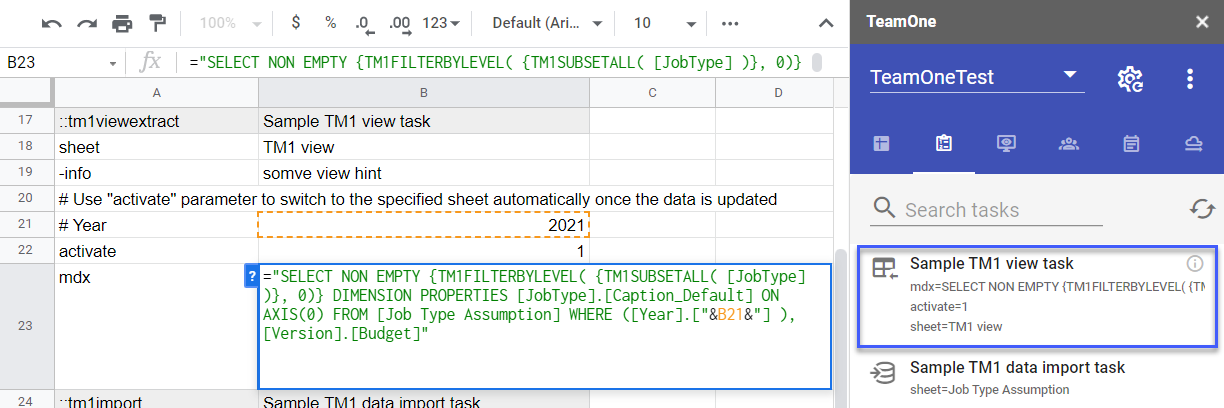 100% $ % .0 .00 123 Default (Ari... 10
TeamOne
B23 fx ="SELECT NON EMPTY {TM1FILTERBYLEVEL( {TM1SUBSETALL( [JobType] )}, 0)}
TeamOneTest
A B C D
17 ::tm1viewextract Sample TM1 view task
18 sheet TM1 view
19 -info somve view hint
20 # Use "activate" parameter to switch to the specified sheet automatically once the data is updated
21 # Year 2021
22 activate 1
23 mdx ? ="SELECT NON EMPTY {TM1FILTERBYLEVEL( {TM1SUBSETALL( [JobType]
)}, 0)} DIMENSION PROPERTIES [JobType].[Caption_Default] ON
AXIS(0) FROM [Job Type Assumption] WHERE ([Year].["&B21&"] ),
[Version].[Budget]"
24 ::tm1import Sample TM1 data import task
Search tasks
Sample TM1 view task
mdx=SELECT NON EMPTY {TM1FILTERBYLEVEL( {TM
activate=1
sheet=TM1 view
Sample TM1 data import task
sheet=Job Type Assumption